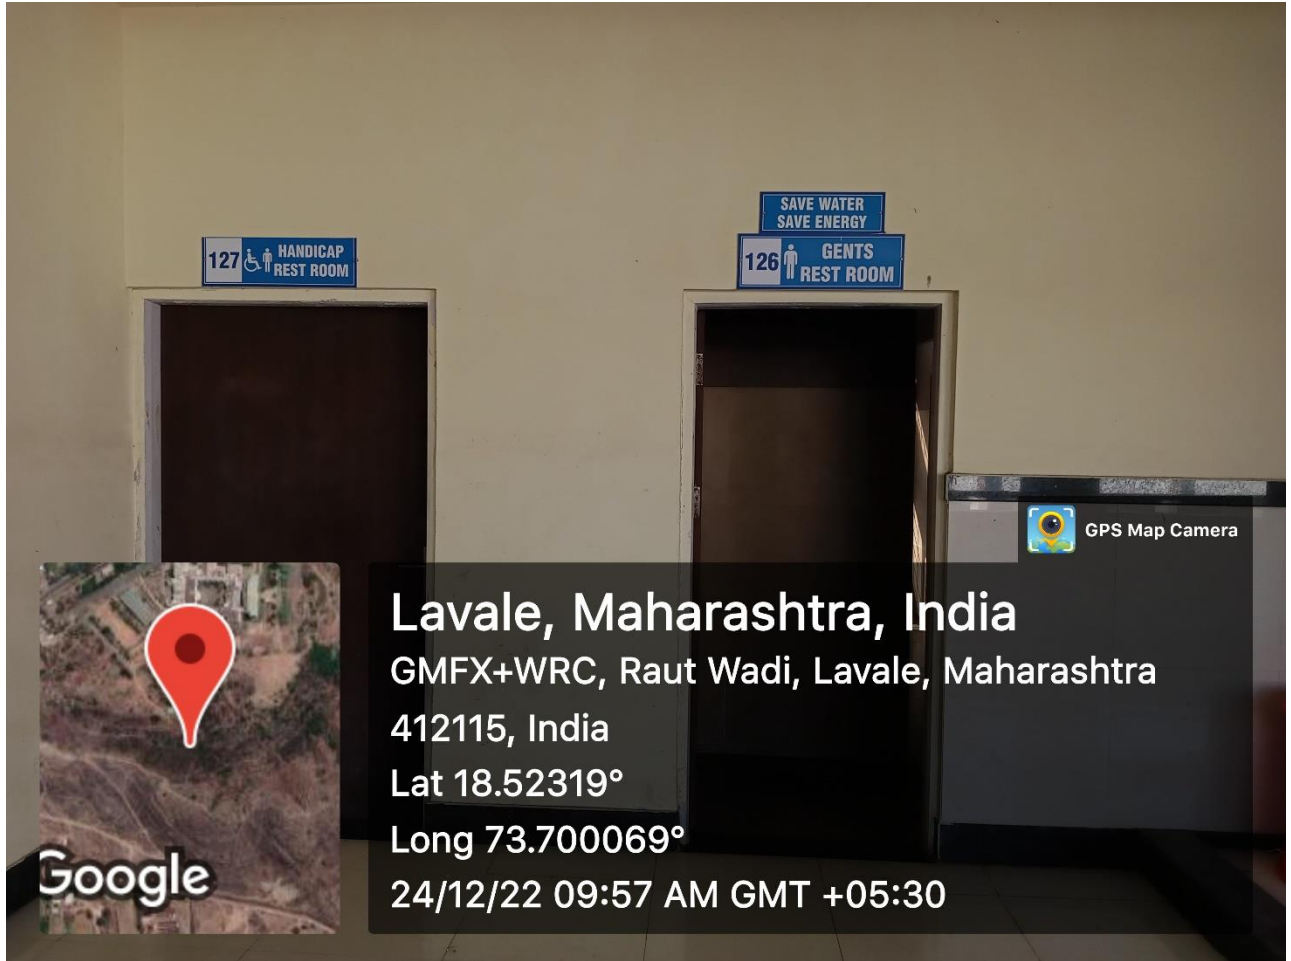 SAVE WATER
SAVE ENERGY
127 HANDICAP
REST ROOM
126 GENTS
REST ROOM
GPS Map Camera
Lavale, Maharashtra, India
GMFX+WRC, Raut Wadi, Lavale, Maharashtra
412115, India
Lat 18.52319°
Long 73.700069°
24/12/22 09:57 AM GMT +05:30
Google